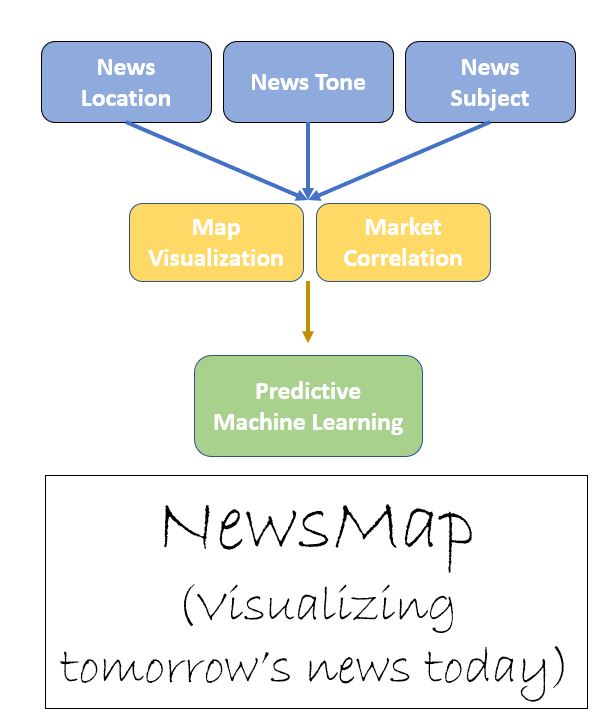 News
Location
News Tone
News
Subject
Map
Visualization
Market
Correlation
Predictive
Machine Learning
NewsMap
(Visualizing
tomorrow's news today)